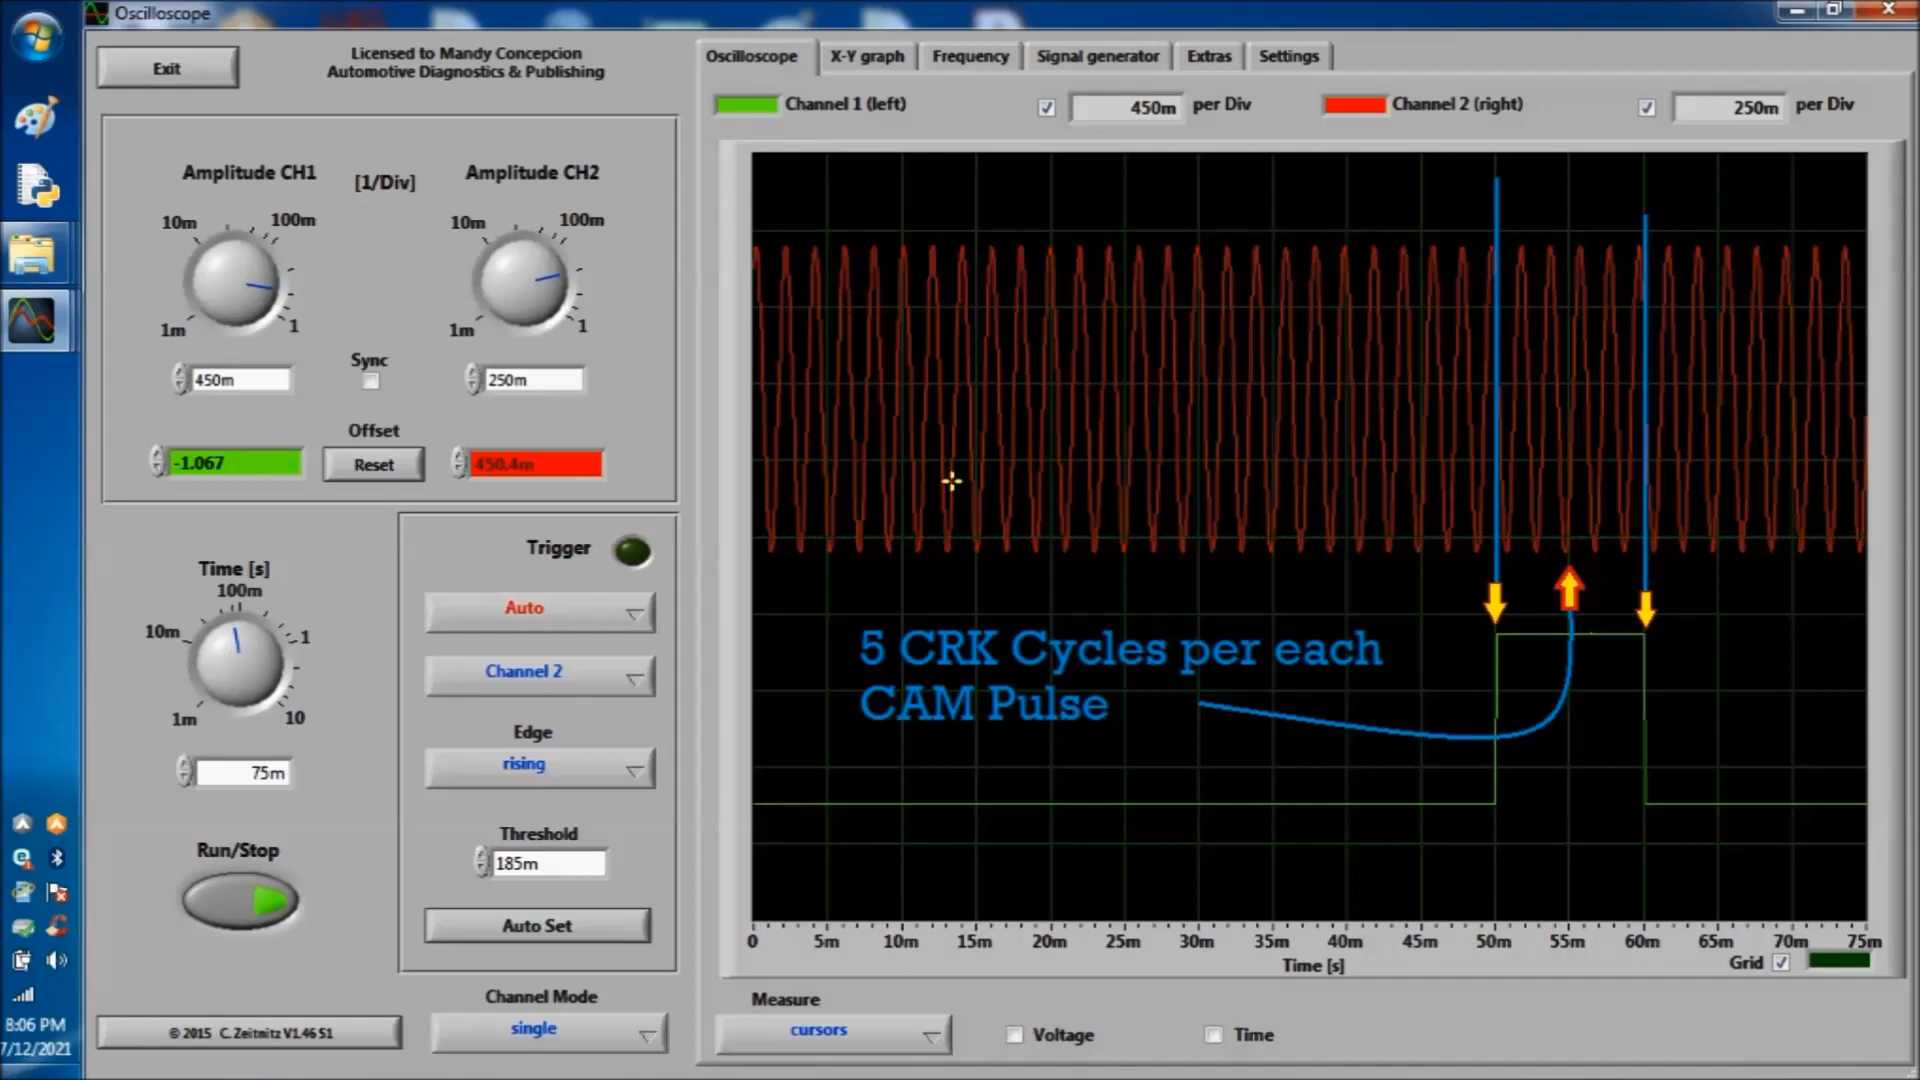 Oscilloscope
Exit
Licensed to Mandy Concepcion
Automotive Diagnostics & Publishing
Oscilloscope
X-Y graph
Frequency
Signal generator
Extras
Settings
Channel 1 (left)
450m
per Div
Channel 2 (right)
250m
per Div
Amplitude CH1
[1/Div]
Amplitude CH2
10m
100m
1m
1
10m
100m
1m
1
450m
Sync
250m
Offset
-1.067
Reset
450.4m
Time [s]
100m
10m
1
1m
10
75m
Run/Stop
Trigger
Auto
Channel 2
Edge
rising
Threshold
185m
Auto Set
Channel Mode
single
© 2015 C. Zeitnitz V1.46 S1
5 CRK Cycles per each
CAM Pulse
0 5m 10m 15m 20m 25m 30m 35m 40m 45m 50m 55m 60m 65m 70m 75m
Time [s]
Grid
Measure
cursors
Voltage
Time
8:06 PM
7/12/2021